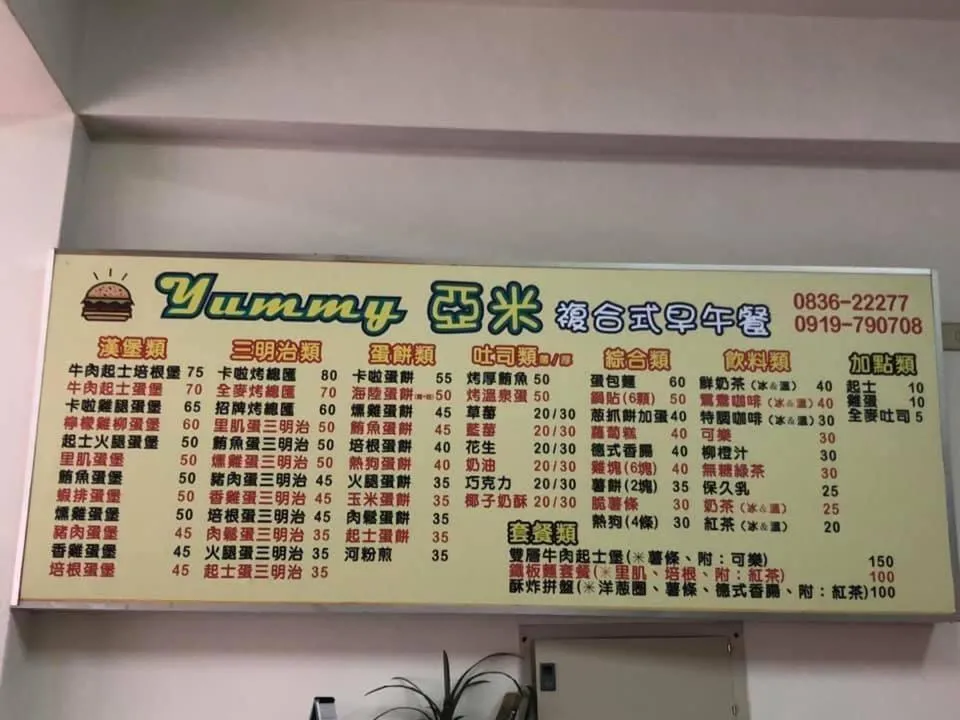 Yummy 亞米 複合式早午餐
0836-22277
0919-790708
漢堡類
牛肉起士培根堡 75
牛肉起士蛋堡 70
卡啦雞腿蛋堡 65
檸檬雞柳蛋堡 60
起士火腿蛋堡 50
里肌蛋堡 50
鮪魚蛋堡 50
蝦排蛋堡 50
燻雞蛋堡 50
豬肉蛋堡 45
香雞蛋堡 45
培根蛋堡 45
三明治類
卡啦烤總匯 80
全麥烤總匯 70
招牌烤總匯 60
里肌蛋三明治 50
鮪魚蛋三明治 50
燻雞蛋三明治 50
豬肉蛋三明治 45
香雞蛋三明治 45
培根蛋三明治 45
肉鬆蛋三明治 35
火腿蛋三明治 35
起士蛋三明治 35
蛋餅類
卡啦蛋餅 55
海陸蛋餅 50
燻雞蛋餅 45
鮪魚蛋餅 45
培根蛋餅 40
熱狗蛋餅 40
火腿蛋餅 35
玉米蛋餅 35
肉鬆蛋餅 35
起士蛋餅 35
河粉煎 35
吐司類 薄/厚
烤厚鮪魚 50
烤溫泉蛋 50
草莓 20/30
藍莓 20/30
花生 20/30
奶油 20/30
巧克力 20/30
椰子奶酥 20/30
綜合類
蛋包麵 60
鍋貼(6顆) 50
蔥抓餅加蛋 40
蘿蔔糕 40
德式香腸 40
雞塊(6塊) 40
薯餅(2塊) 35
脆薯條 35
熱狗(4條) 30
飲料類
鮮奶茶(冰&溫) 40
鴛鴦咖啡(冰&溫) 40
特調咖啡(冰&溫) 30
可樂 30
柳橙汁 30
無糖綠茶 30
保久乳 25
奶茶(冰&溫) 25
紅茶(冰&溫) 20
加點類
起士 10
雞蛋 10
全麥吐司 5
套餐類
雙層牛肉起士堡(※薯條、附:可樂) 150
鐵板麵套餐(※里肌、培根、附:紅茶) 100
酥炸拼盤(※洋蔥圈、薯條、德式香腸、附:紅茶) 100